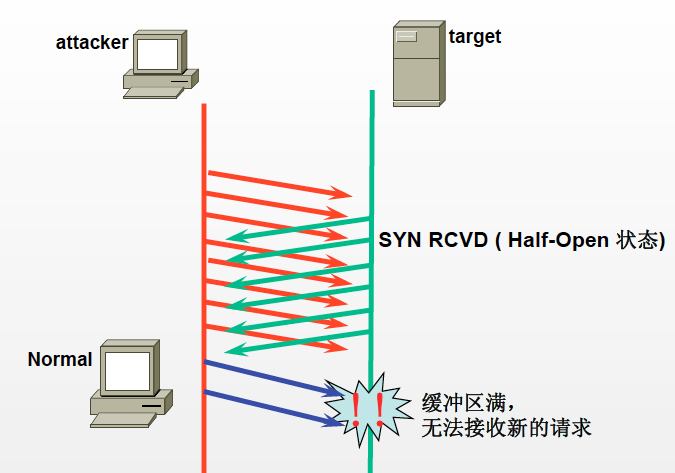 attacker
target
SYN RCVD ( Half-Open 状态)
Normal
! !
缓冲区满，
无法接收新的请求